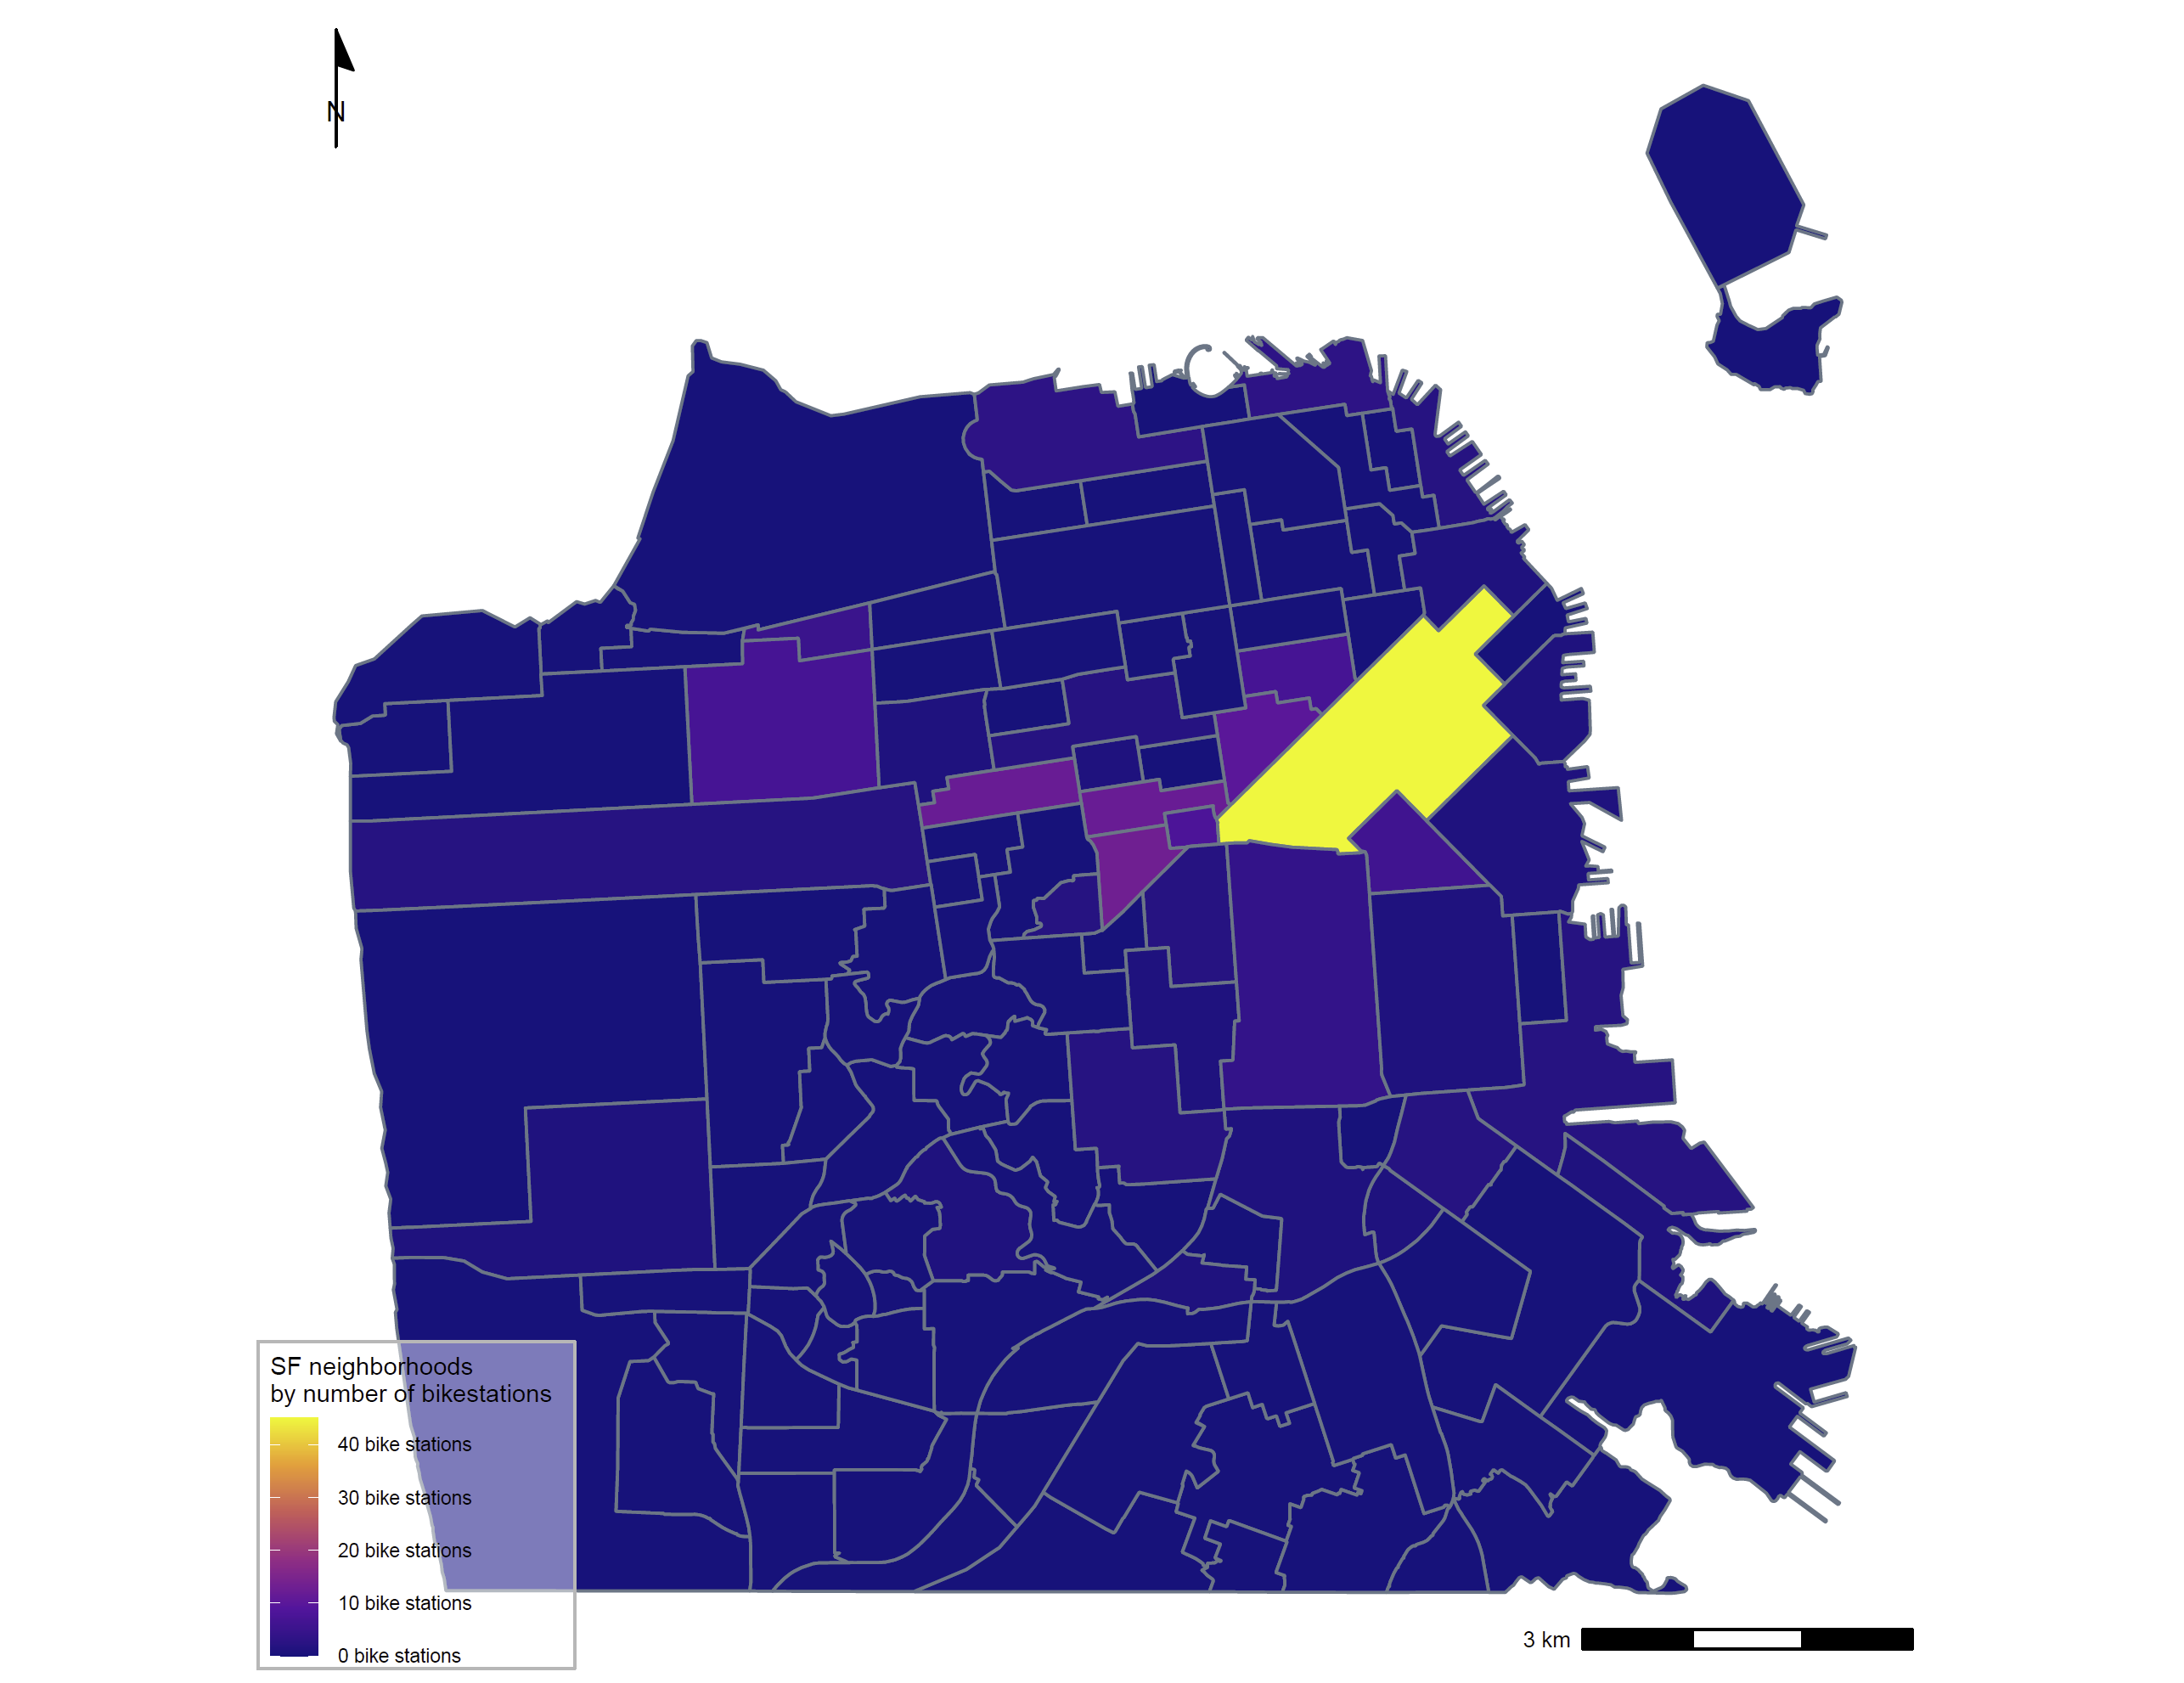 N
SF neighborhoods
by number of bikestations
40 bike stations
30 bike stations
20 bike stations
10 bike stations
0 bike stations
3 km